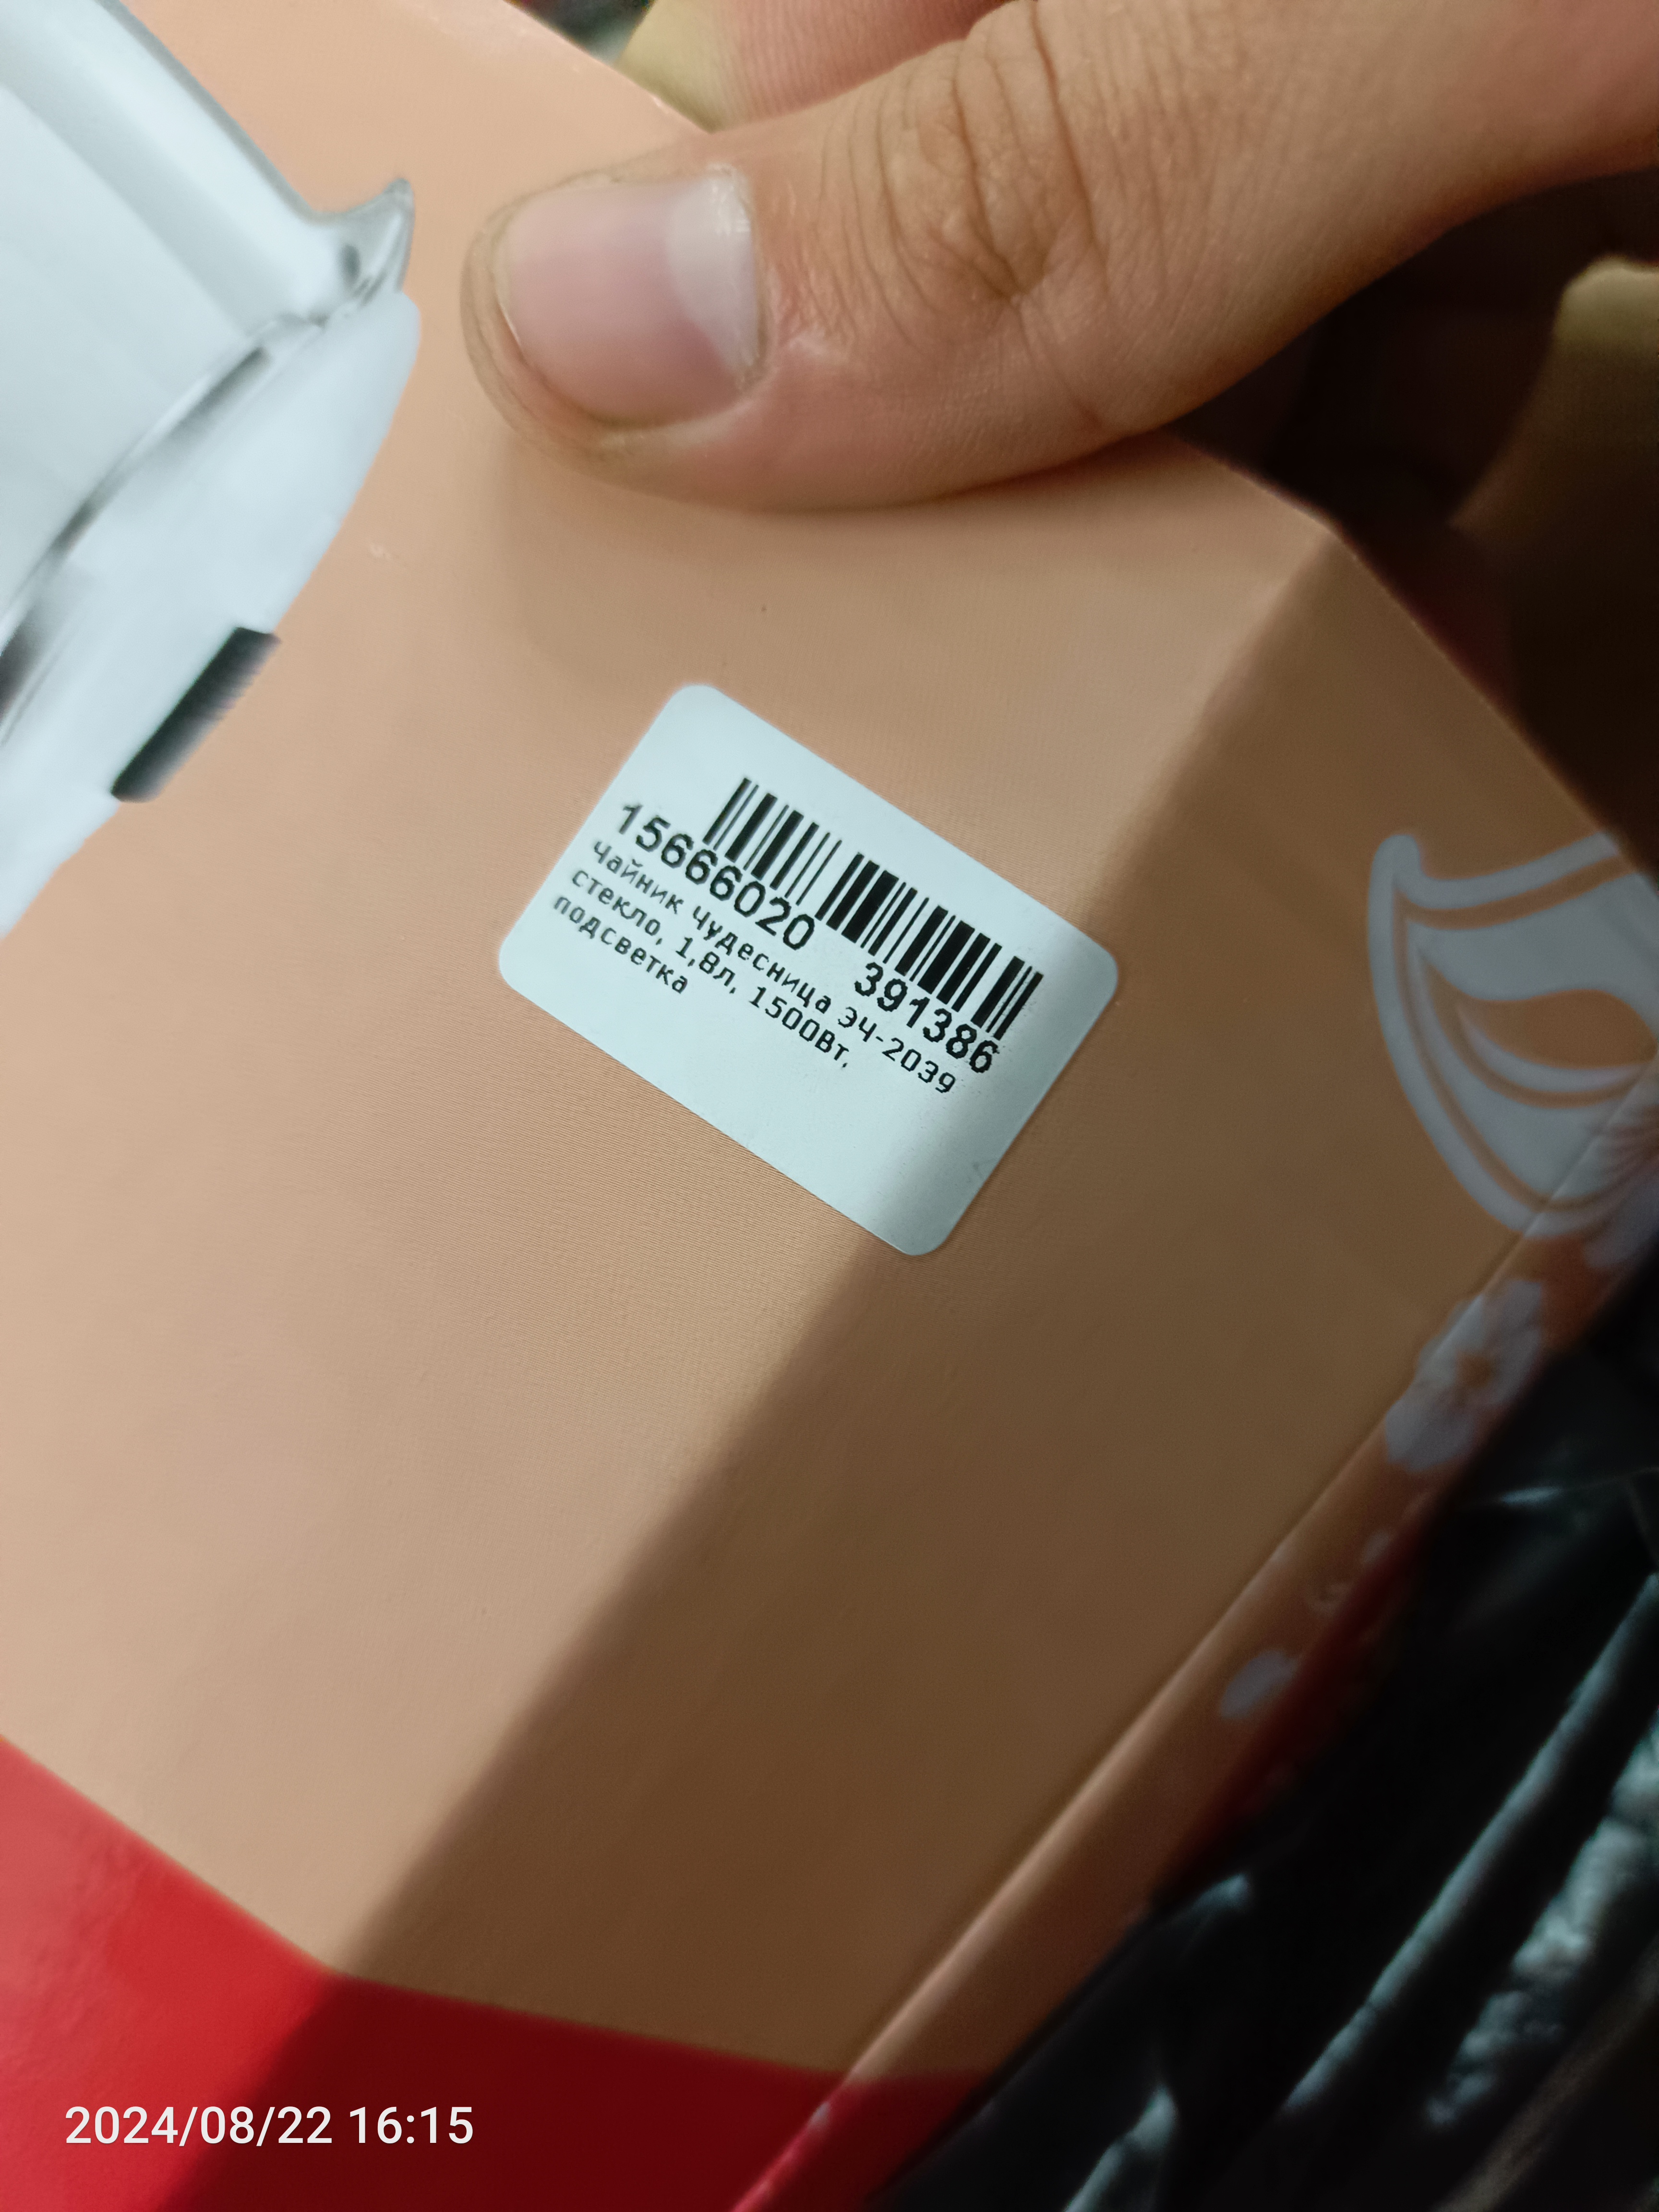 15666020 391386
Чайник Чудесница ЭЧ-2039
стекло, 1,8л, 1500Вт,
подсветка
2024/08/22 16:15